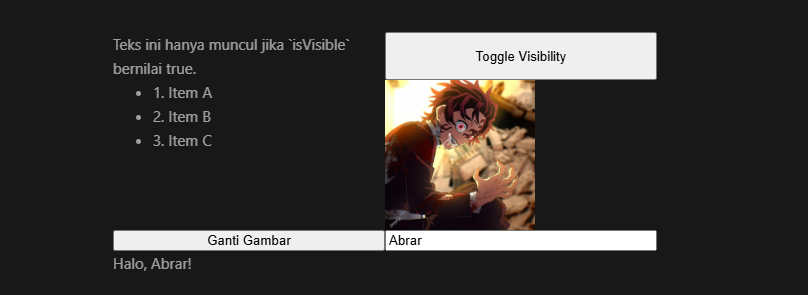 Teks ini hanya muncul jika `isVisible`
bernilai true.
Toggle Visibility
• 1. Item A
• 2. Item B
• 3. Item C
Ganti Gambar
Abrar
Halo, Abrar!